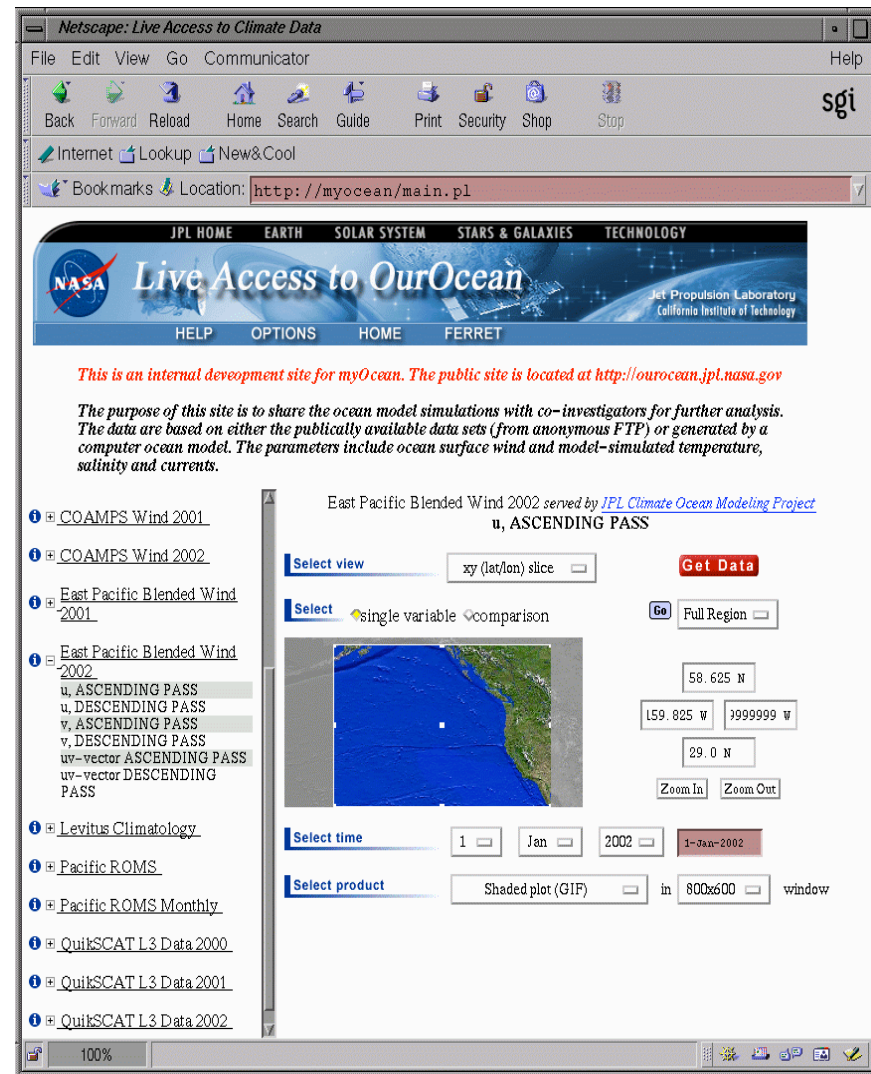 Netscape: Live Access to Climate Data
File Edit View Go Communicator Help
Back Forward Reload Home Search Guide Print Security Shop Stop
sgi
Internet Lookup New&Cool
Bookmarks Location: http://myocean/main.pl
JPL HOME EARTH SOLAR SYSTEM STARS & GALAXIES TECHNOLOGY
NASA
Live Access to OurOcean
Jet Propulsion Laboratory
California Institute of Technology
HELP OPTIONS HOME FERRET
This is an internal deveopment site for myOcean. The public site is located at http://ourocean.jpl.nasa.gov
The purpose of this site is to share the ocean model simulations with co-investigators for further analysis.
The data are based on either the publically available data sets (from anonymous FTP) or generated by a
computer ocean model. The parameters include ocean surface wind and model-simulated temperature,
salinity and currents.
COAMPS Wind 2001
COAMPS Wind 2002
East Pacific Blended Wind
2001
East Pacific Blended Wind
2002
u, ASCENDING PASS
u, DESCENDING PASS
v, ASCENDING PASS
v, DESCENDING PASS
uv-vector ASCENDING PASS
uv-vector DESCENDING
PASS
Levitus Climatology
Pacific ROMS
Pacific ROMS Monthly
QuikSCAT L3 Data 2000
QuikSCAT L3 Data 2001
QuikSCAT L3 Data 2002
East Pacific Blended Wind 2002 served by JPL Climate Ocean Modeling Project
u, ASCENDING PASS
Select view xy (lat/lon) slice Get Data
Select single variable comparison Go Full Region
58.625 N
159.825 W 9999999 W
29.0 N
Zoom In Zoom Out
Select time 1 Jan 2002 1-Jan-2002
Select product Shaded plot (GIF) in 800x600 window
100%